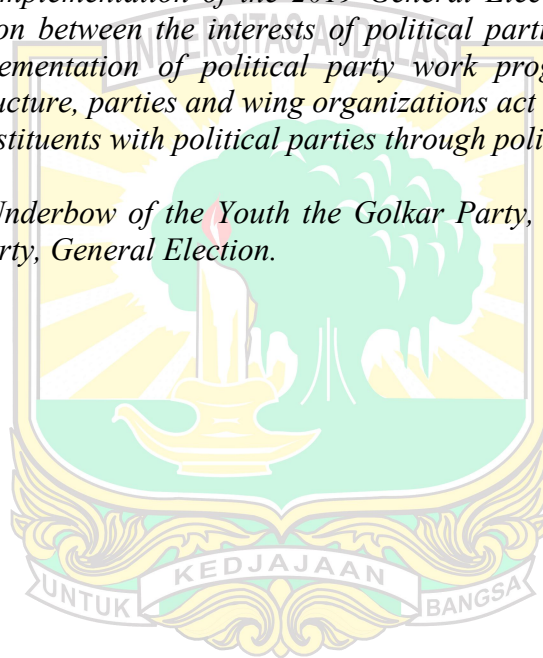 mplementation of the 2019 General Elec
UNIVERSITAS ANDALAS
on between the interests of political parti
ementation of political party work prog
ucture, parties and wing organizations act
stituents with political parties through poli
Underbow of the Youth the Golkar Party,
arty, General Election.
UNTUK KEDJAJAAN BANGSA